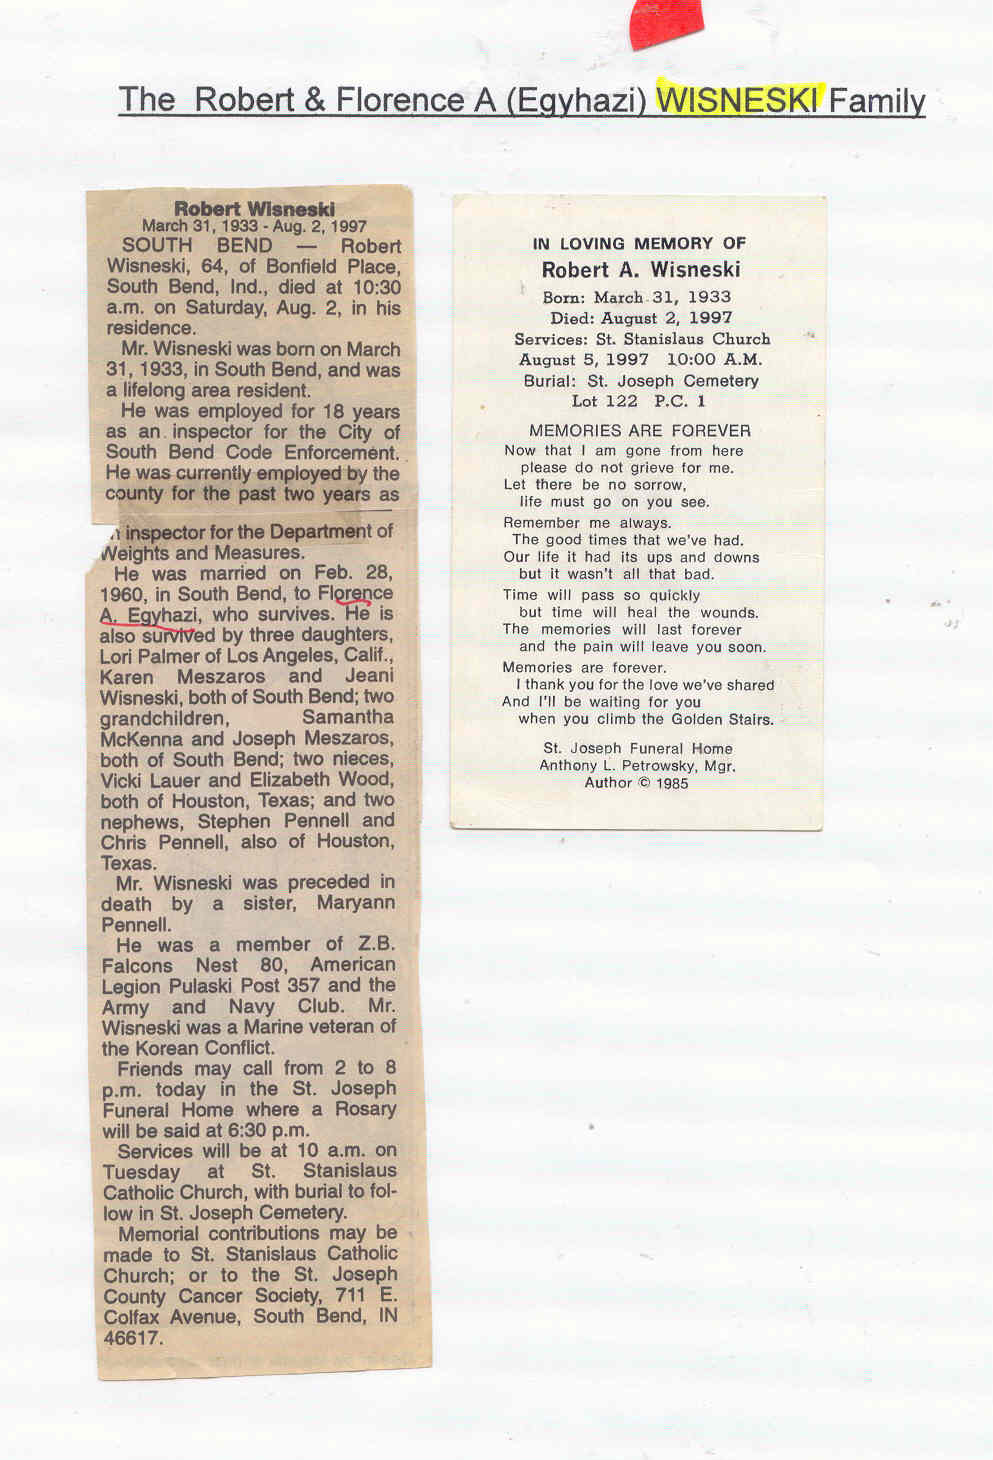 The Robert & Florence A (Egyhazi) WISNESKI Family
Robert Wisneski
March 31, 1933 - Aug. 2, 1997
SOUTH BEND — Robert
Wisneski, 64, of Bonfield Place,
South Bend, Ind., died at 10:30
a.m. on Saturday, Aug. 2, in his
residence.
Mr. Wisneski was born on March
31, 1933, in South Bend, and was
a lifelong area resident.
He was employed for 18 years
as an inspector for the City of
South Bend Code Enforcement.
He was currently employed by the
county for the past two years as
inspector for the Department of
Weights and Measures.
He was married on Feb. 28,
1960, in South Bend, to Florence
A. Egyhazi, who survives. He is
also survived by three daughters,
Lori Palmer of Los Angeles, Calif.,
Karen Meszaros and Jeani
Wisneski, both of South Bend; two
grandchildren, Samantha
McKenna and Joseph Meszaros,
both of South Bend; two nieces,
Vicki Lauer and Elizabeth Wood,
both of Houston, Texas; and two
nephews, Stephen Pennell and
Chris Pennell, also of Houston,
Texas.
Mr. Wisneski was preceded in
death by a sister, Maryann
Pennell.
He was a member of Z.B.
Falcons Nest 80, American
Legion Pulaski Post 357 and the
Army and Navy Club. Mr.
Wisneski was a Marine veteran of
the Korean Conflict.
Friends may call from 2 to 8
p.m. today in the St. Joseph
Funeral Home where a Rosary
will be said at 6:30 p.m.
Services will be at 10 a.m. on
Tuesday at St. Stanislaus
Catholic Church, with burial to fol-
low in St. Joseph Cemetery.
Memorial contributions may be
made to St. Stanislaus Catholic
Church; or to the St. Joseph
County Cancer Society, 711 E.
Colfax Avenue, South Bend, IN
46617.
IN LOVING MEMORY OF
Robert A. Wisneski
Born: March 31, 1933
Died: August 2, 1997
Services: St. Stanislaus Church
August 5, 1997 10:00 A.M.
Burial: St. Joseph Cemetery
Lot 122 P.C. 1
MEMORIES ARE FOREVER
Now that I am gone from here
please do not grieve for me.
Let there be no sorrow,
life must go on you see.
Remember me always.
The good times that we've had.
Our life it had its ups and downs
but it wasn't all that bad.
Time will pass so quickly
but time will heal the wounds.
The memories will last forever
and the pain will leave you soon.
Memories are forever.
I thank you for the love we've shared
And I'll be waiting for you
when you climb the Golden Stairs.
St. Joseph Funeral Home
Anthony L. Petrowsky, Mgr.
Author © 1985